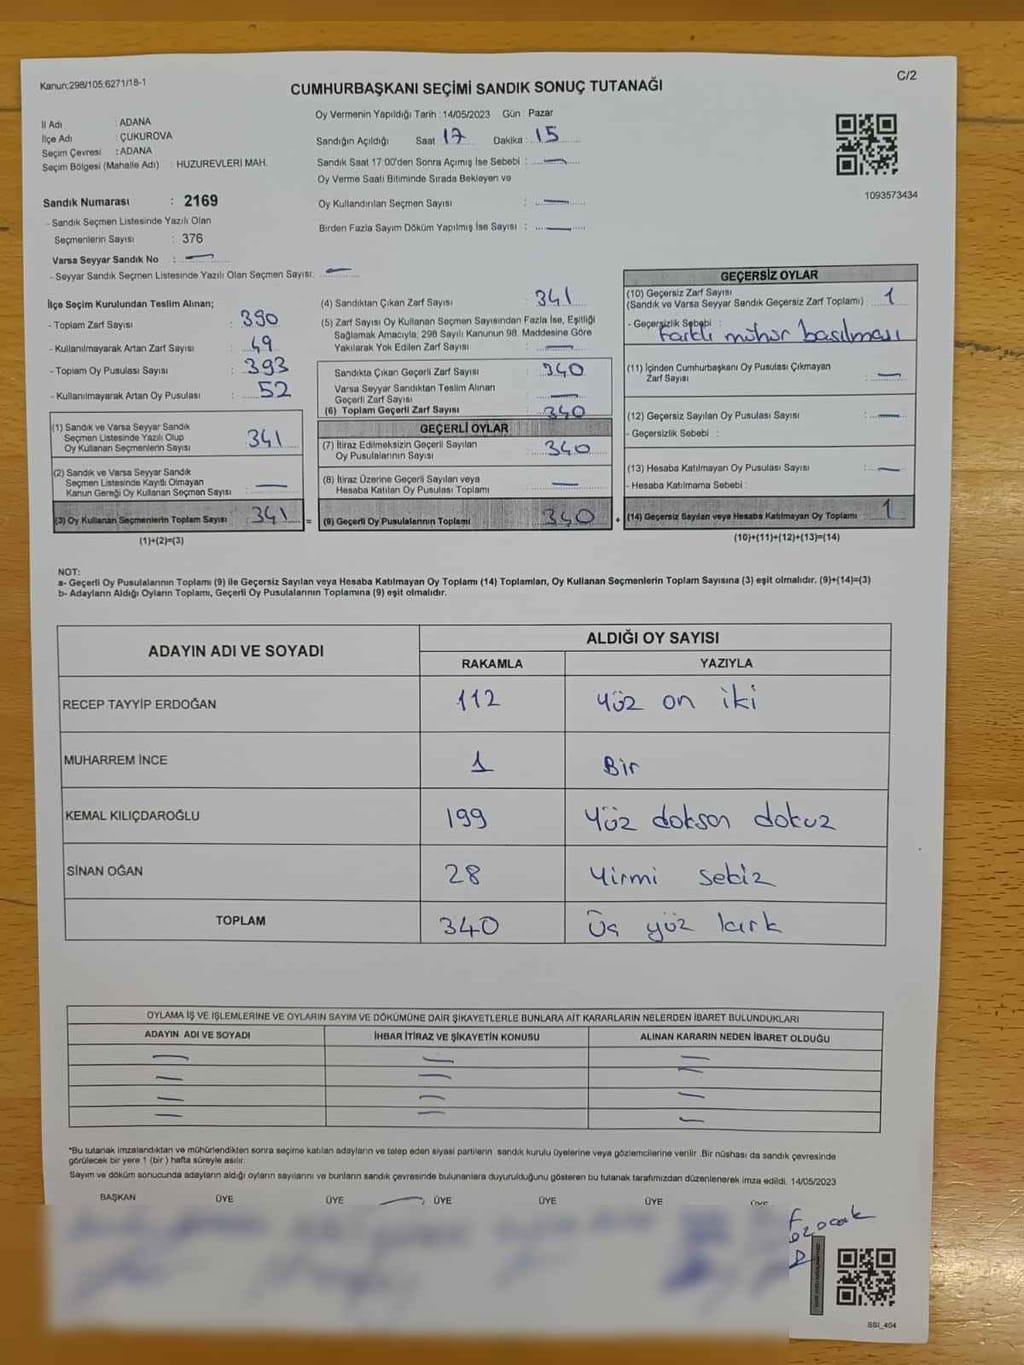 Kanun:298/105;6271/18-1
C/2
CUMHURBAŞKANI SEÇİMİ SANDIK SONUÇ TUTANAĞI
İl Adı : ADANA
İlçe Adı : ÇUKUROVA
Seçim Çevresi : ADANA
Seçim Bölgesi (Mahalle Adı) : HUZUREVLERİ MAH.
Sandık Numarası : 2169
- Sandık Seçmen Listesinde Yazılı Olan
Seçmenlerin Sayısı : 376
Varsa Seyyar Sandık No : —
- Seyyar Sandık Seçmen Listesinde Yazılı Olan Seçmen Sayısı: —
Oy Vermenin Yapıldığı Tarih : 14/05/2023 Gün : Pazar
Sandığın Açıldığı Saat 17 Dakika : 15
Sandık Saat 17 00'den Sonra Açımış İse Sebebi : —
Oy Verme Saati Bitiminde Sırada Bekleyen ve
Oy Kullandırılan Seçmen Sayısı : —
Birden Fazla Sayım Döküm Yapılmış İse Sayısı : —
1093573434
İlçe Seçim Kurulundan Teslim Alınan;
- Toplam Zarf Sayısı : 390
- Kullanılmayarak Artan Zarf Sayısı : 49
- Toplam Oy Pusulası Sayısı : 393
- Kullanılmayarak Artan Oy Pusulası : 52
(1) Sandık ve Varsa Seyyar Sandık
Seçmen Listesinde Yazılı Olup
Oy Kullanan Seçmenlerin Sayısı 341
(2) Sandık ve Varsa Seyyar Sandık
Seçmen Listesinde Kayıtlı Olmayan
Kanun Gereği Oy Kullanan Seçmen Sayısı —
(3) Oy Kullanan Seçmenlerin Toplam Sayısı 341 =
(1)+(2)=(3)
(4) Sandıktan Çıkan Zarf Sayısı : 341
(5) Zarf Sayısı Oy Kullanan Seçmen Sayısından Fazla İse, Eşitliği
Sağlamak Amacıyla, 298 Sayılı Kanunun 98. Maddesine Göre
Yakılarak Yok Edilen Zarf Sayısı : —
Sandıkta Çıkan Geçerli Zarf Sayısı : 340
Varsa Seyyar Sandıktan Teslim Alınan
Geçerli Zarf Sayısı : —
(6) Toplam Geçerli Zarf Sayısı : 340
GEÇERLİ OYLAR
(7) İtiraz Edilmeksizin Geçerli Sayılan
Oy Pusulalarının Sayısı : 340
(8) İtiraz Üzerine Geçerli Sayılan ve
Hesaba Katılan Oy Pusulası Toplamı : —
(9) Geçerli Oy Pusulalarının Toplamı 340 +
GEÇERSİZ OYLAR
(10) Geçersiz Zarf Sayısı
(Sandık ve Varsa Seyyar Sandık Geçersiz Zarf Toplamı) : 1
- Geçersizlik Sebebi : Farklı mühür basılması
(11) İçinden Cumhurbaşkanı Oy Pusulası Çıkmayan
Zarf Sayısı : —
(12) Geçersiz Sayılan Oy Pusulası Sayısı : —
- Geçersizlik Sebebi :
(13) Hesaba Katılmayan Oy Pusulası Sayısı : —
- Hesaba Katılmama Sebebi :
(14) Geçersiz Sayılan veya Hesaba Katılmayan Oy Toplamı : 1
(10)+(11)+(12)+(13)=(14)
NOT:
a- Geçerli Oy Pusulalarının Toplamı (9) ile Geçersiz Sayılan veya Hesaba Katılmayan Oy Toplamı (14) Toplamları, Oy Kullanan Seçmenlerin Toplam Sayısına (3) eşit olmalıdır. (9)+(14)=(3)
b- Adayların Aldığı Oyların Toplamı, Geçerli Oy Pusulalarının Toplamına (9) eşit olmalıdır.
ADAYIN ADI VE SOYADI ALDIĞI OY SAYISI
RAKAMLA YAZIYLA
RECEP TAYYİP ERDOĞAN 112 Yüz on iki
MUHARREM İNCE 1 Bir
KEMAL KILIÇDAROĞLU 199 Yüz doksan dokuz
SİNAN OĞAN 28 Yirmi sekiz
TOPLAM 340 Üç yüz kırk
OYLAMA İŞ VE İŞLEMLERİNE VE OYLARIN SAYIM VE DÖKÜMÜNE DAİR ŞİKAYETLERLE BUNLARA AİT KARARLARIN NELERDEN İBARET BULUNDUKLARI
ADAYIN ADI VE SOYADI İHBAR İTİRAZ VE ŞİKAYETİN KONUSU ALINAN KARARIN NEDEN İBARET OLDUĞU
— — —
— — —
— — —
— — —
*Bu tutanak imzalandıktan ve mühürlendikten sonra seçime katılan adayların ve talep eden siyasi partilerin sandık kurulu üyelerine veya gözlemcilerine verilir. Bir nüshası da sandık çevresinde
görülecek bir yere 1 (bir) hafta süreyle asılır.
Sayım ve döküm sonucunda adayların aldığı oyların sayılarını ve bunların sandık çevresinde bulunanlara duyurulduğunu gösteren bu tutanak tarafımızdan düzenlenerek imza edildi. 14/05/2023
BAŞKAN ÜYE ÜYE ÜYE ÜYE ÜYE ÜYE
SSI_404